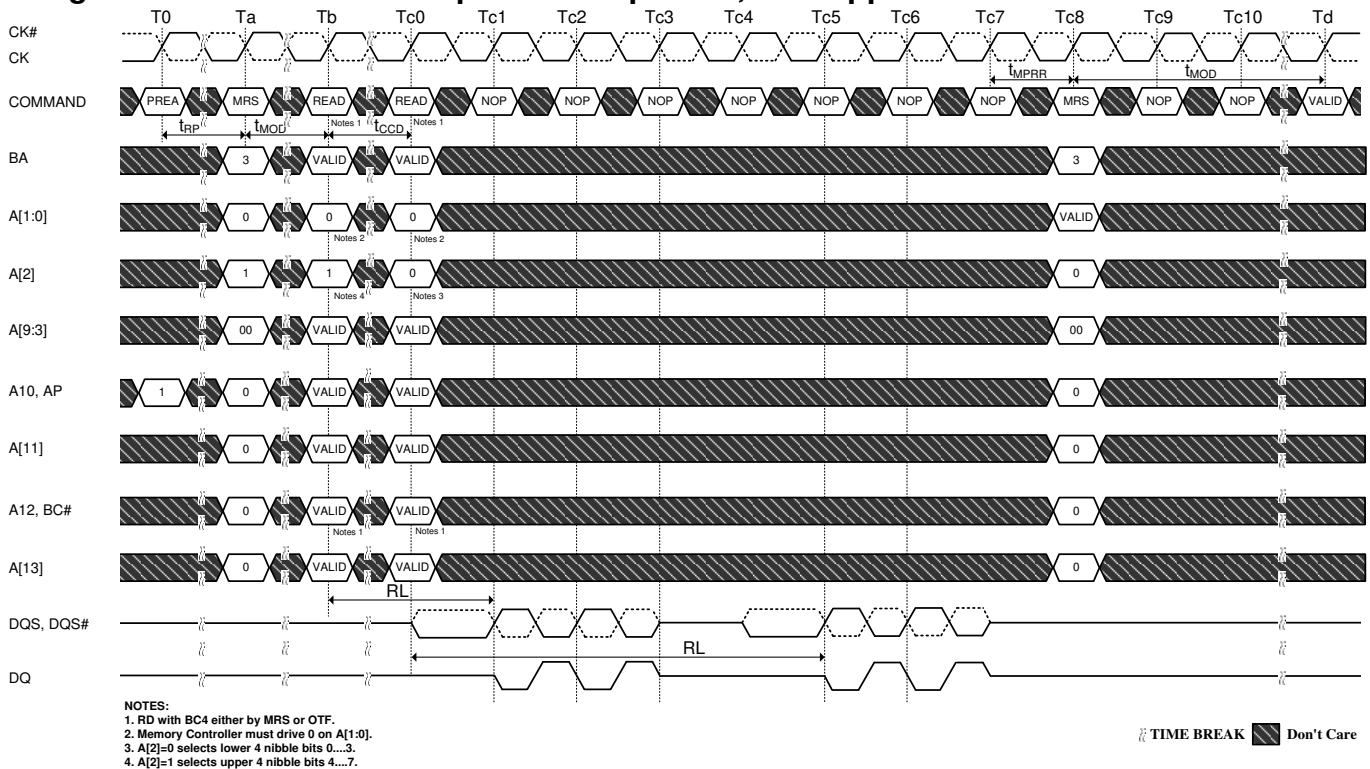 T0 Ta Tb Tc0 Tc1 Tc2 Tc3 Tc4 Tc5 Tc6 Tc7 Tc8 Tc9 Tc10 Td
CK#
CK
tMPRR tMOD
COMMAND PREA MRS READ READ NOP NOP NOP NOP NOP NOP NOP MRS NOP NOP VALID
Notes 1 Notes 1
tRP tMOD tCCD
BA 3 VALID VALID 3
A[1:0] 0 0 0 VALID
Notes 2 Notes 2
A[2] 1 1 0 0
Notes 4 Notes 3
A[9:3] 00 VALID VALID 00
A10, AP 1 0 VALID VALID 0
A[11] 0 VALID VALID 0
A12, BC# 0 VALID VALID 0
Notes 1 Notes 1
A[13] 0 VALID VALID 0
RL
DQS, DQS#
RL
DQ
NOTES:
1. RD with BC4 either by MRS or OTF.
2. Memory Controller must drive 0 on A[1:0].
3. A[2]=0 selects lower 4 nibble bits 0....3.
4. A[2]=1 selects upper 4 nibble bits 4....7.
TIME BREAK Don't Care